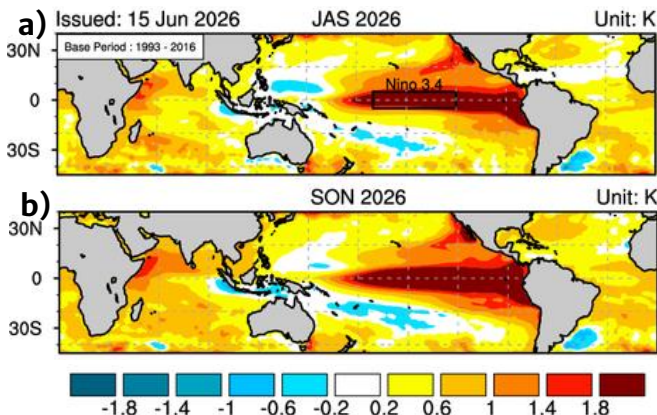 a) Issued: 15 Jun 2026 JAS 2026 Unit: K
Base Period : 1993 - 2016
30N
Nino 3.4
0
30S
b) SON 2026 Unit: K
30N
0
30S
-1.8 -1.4 -1 -0.6 -0.2 0.2 0.6 1 1.4 1.8